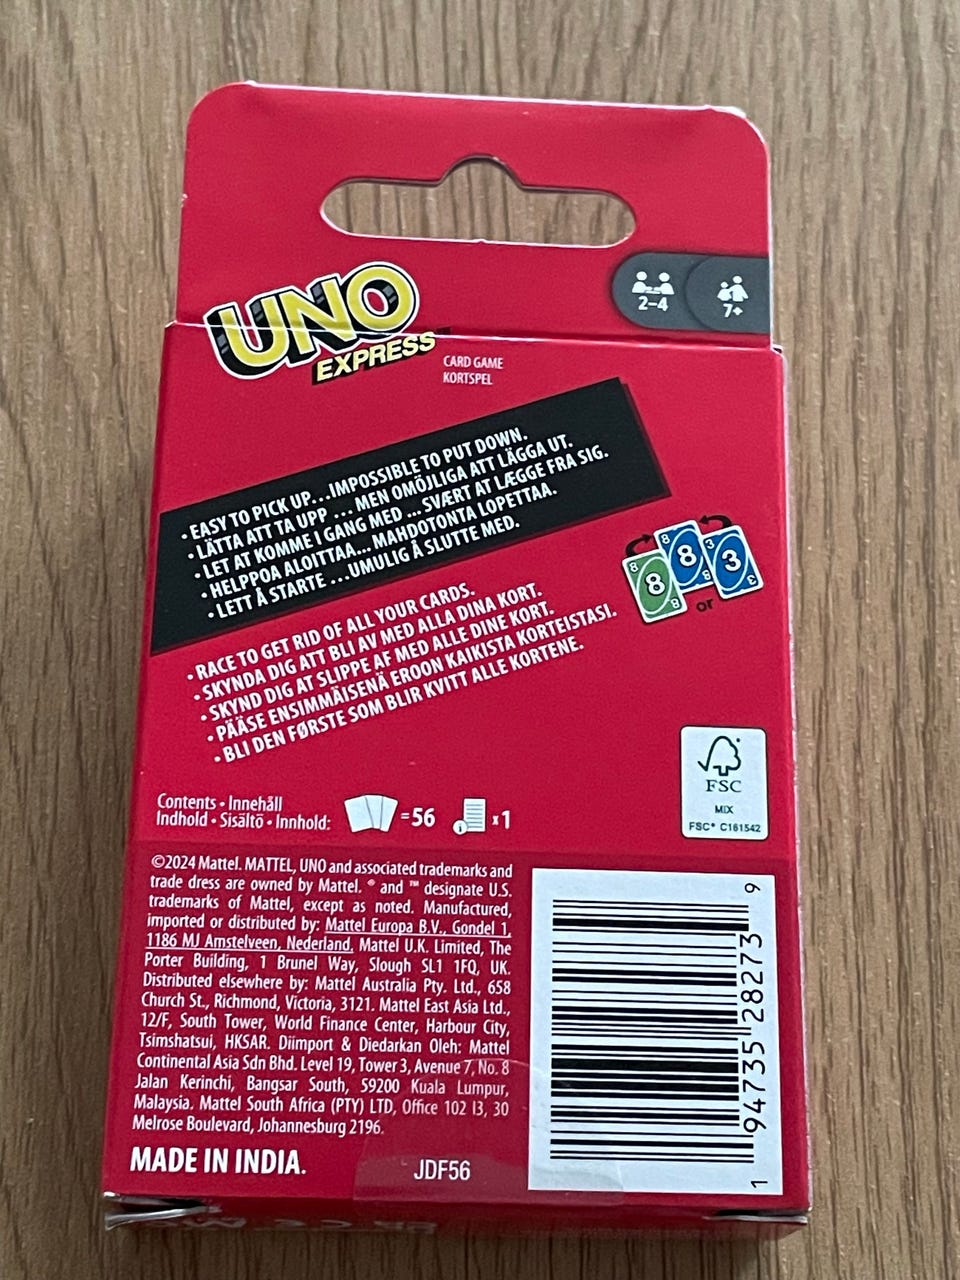 UNO
EXPRESS™
CARD GAME
KORTSPEL
2–4
7+
• EASY TO PICK UP...IMPOSSIBLE TO PUT DOWN.
• LÄTTA ATT TA UPP ...MEN OMÖJLIGA ATT LÄGGA UT.
• LET AT KOMME I GANG MED ...SVÆRT AT LÆGGE FRA SIG.
• HELPPOA ALOITTAA... MAHDOTONTA LOPETTAA.
• LETT Å STARTE ...UMULIG Å SLUTTE MED.
• RACE TO GET RID OF ALL YOUR CARDS.
• SKYNDA DIG ATT BLI AV MED ALLA DINA KORT.
• SKYND DIG AT SLIPPE AF MED ALLE DINE KORT.
• PÄÄSE ENSIMMÄISENÄ EROON KAIKISTA KORTEISTASI.
• BLI DEN FØRSTE SOM BLIR KVITT ALLE KORTENE.
8 8 8
8 8 8
3 3 3
or
Contents • Innehåll
Indhold • Sisältö • Innhold:
= 56
x 1
FSC
MIX
FSC® C161542
©2024 Mattel. MATTEL, UNO and associated trademarks and
trade dress are owned by Mattel. ® and ™ designate U.S.
trademarks of Mattel, except as noted. Manufactured,
imported or distributed by: Mattel Europa B.V., Gondel 1,
1186 MJ Amstelveen, Nederland. Mattel U.K. Limited, The
Porter Building, 1 Brunel Way, Slough SL1 1FQ, UK.
Distributed elsewhere by: Mattel Australia Pty. Ltd., 658
Church St., Richmond, Victoria, 3121. Mattel East Asia Ltd.,
12/F, South Tower, World Finance Center, Harbour City,
Tsimshatsui, HKSAR. Diimport & Diedarkan Oleh: Mattel
Continental Asia Sdn Bhd. Level 19, Tower 3, Avenue 7, No. 8
Jalan Kerinchi, Bangsar South, 59200 Kuala Lumpur,
Malaysia. Mattel South Africa (PTY) LTD, Office 102 I3, 30
Melrose Boulevard, Johannesburg 2196.
MADE IN INDIA.
JDF56
1 94735 28273 9